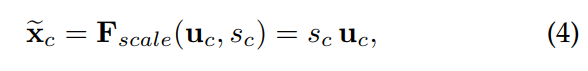 x̃_c = F_scale(u_c, s_c) = s_c u_c, (4)